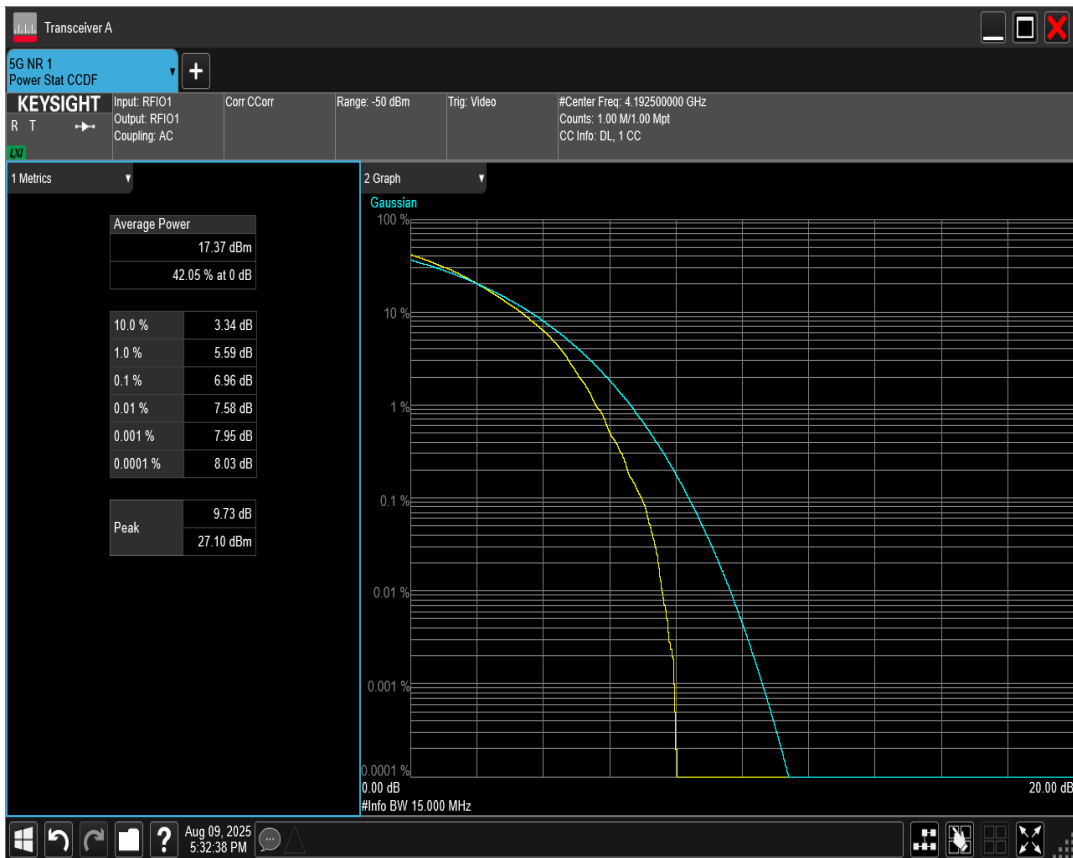 Transceiver A
5G NR 1
Power Stat CCDF
+
KEYSIGHT
R T
LXI
Input: RFIO1
Output: RFIO1
Coupling: AC
Corr CCorr
Range: -50 dBm
Trig: Video
#Center Freq: 4.192500000 GHz
Counts: 1.00 M/1.00 Mpt
CC Info: DL, 1 CC
1 Metrics
Average Power
17.37 dBm
42.05 % at 0 dB
10.0 % 3.34 dB
1.0 % 5.59 dB
0.1 % 6.96 dB
0.01 % 7.58 dB
0.001 % 7.95 dB
0.0001 % 8.03 dB
Peak
9.73 dB
27.10 dBm
2 Graph
Gaussian
100 %
10 %
1 %
0.1 %
0.01 %
0.001 %
0.0001 %
0.00 dB 20.00 dB
#Info BW 15.000 MHz
?
Aug 09, 2025
5:32:38 PM